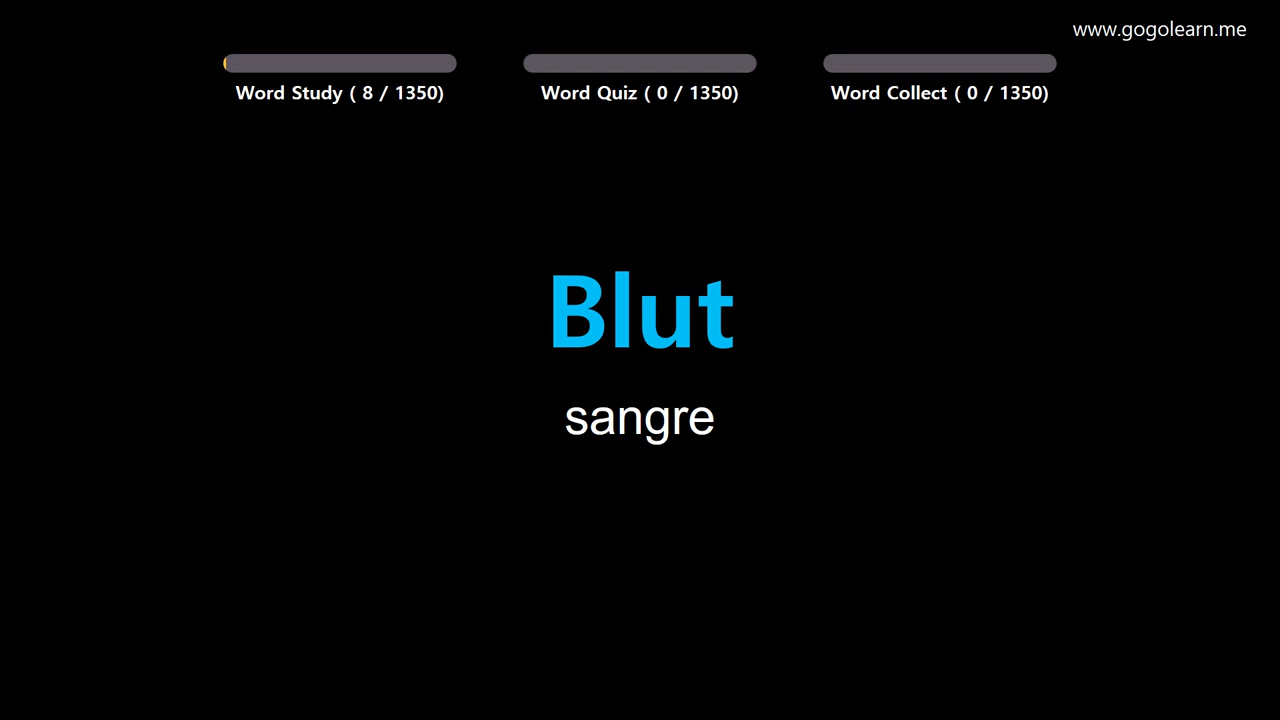 www.gogolearn.me
Word Study ( 8 / 1350)
Word Quiz ( 0 / 1350)
Word Collect ( 0 / 1350)
Blut
sangre